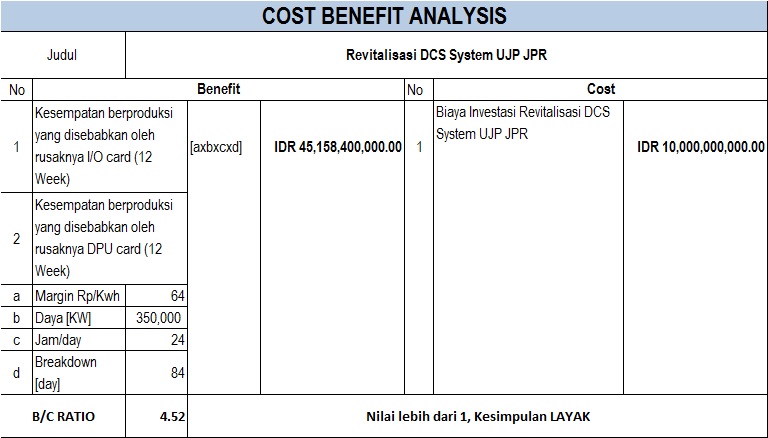 COST BENEFIT ANALYSIS
Judul Revitalisasi DCS System UJP JPR
No Benefit No Cost
1 Kesempatan berproduksi
yang disebabkan oleh
rusaknya I/O card (12
Week) [axbxcxd] IDR 45,158,400,000.00 1 Biaya Investasi Revitalisasi DCS
System UJP JPR IDR 10,000,000,000.00
2 Kesempatan berproduksi
yang disebabkan oleh
rusaknya DPU card (12
Week)
a Margin Rp/Kwh 64
b Daya [KW] 350,000
c Jam/day 24
d Breakdown
[day] 84
B/C RATIO 4.52 Nilai lebih dari 1, Kesimpulan LAYAK